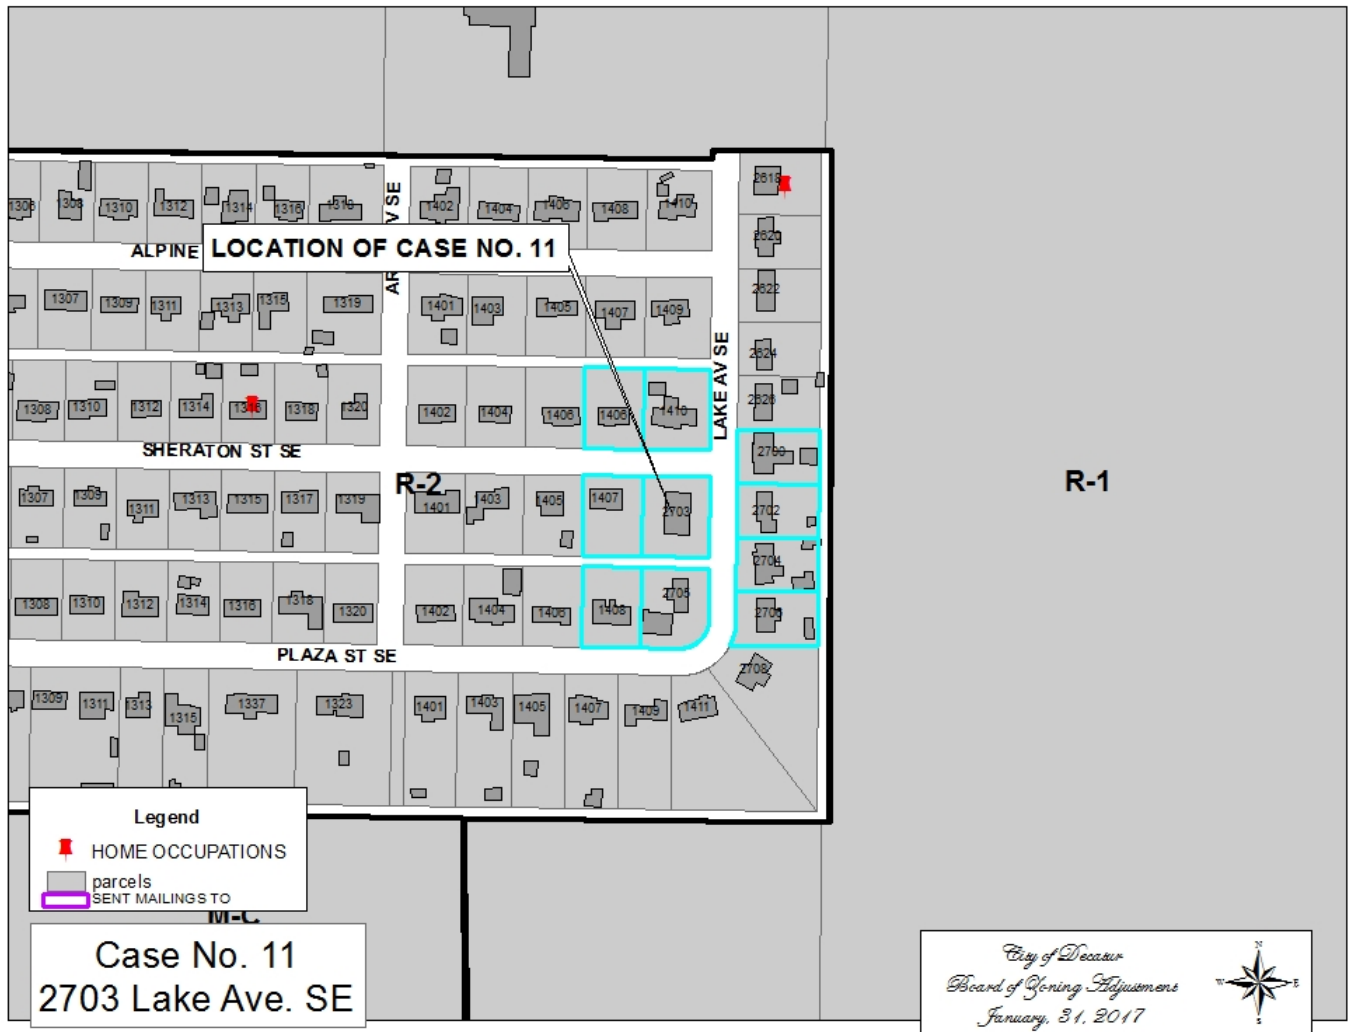 2618
1306 1308 1310 1312 1314 1316 1318 1402 1404 1406 1408 1410
AR
V SE
2620
ALPINE
LOCATION OF CASE NO. 11
2622
1307 1309 1311 1313 1315 1319 1401 1403 1405 1407 1409
LAKE AV SE
2624
2626
1308 1310 1312 1314 1316 1318 1320 1402 1404 1406 1406 1410
SHERATON ST SE
2700
R-2
R-1
1307 1309 1311 1313 1315 1317 1319 1401 1403 1405 1407 2703 2702
2704
1308 1310 1312 1314 1316 1318 1320 1402 1404 1406 1408 2705 2706
PLAZA ST SE
2708
1309 1311 1313 1315 1337 1323 1401 1403 1405 1407 1409 1411
Legend
HOME OCCUPATIONS
parcels
SENT MAILINGS TO
M-C
Case No. 11
2703 Lake Ave. SE
City of Decatur
Board of Zoning Adjustment
January, 31, 2017
N
W E
S